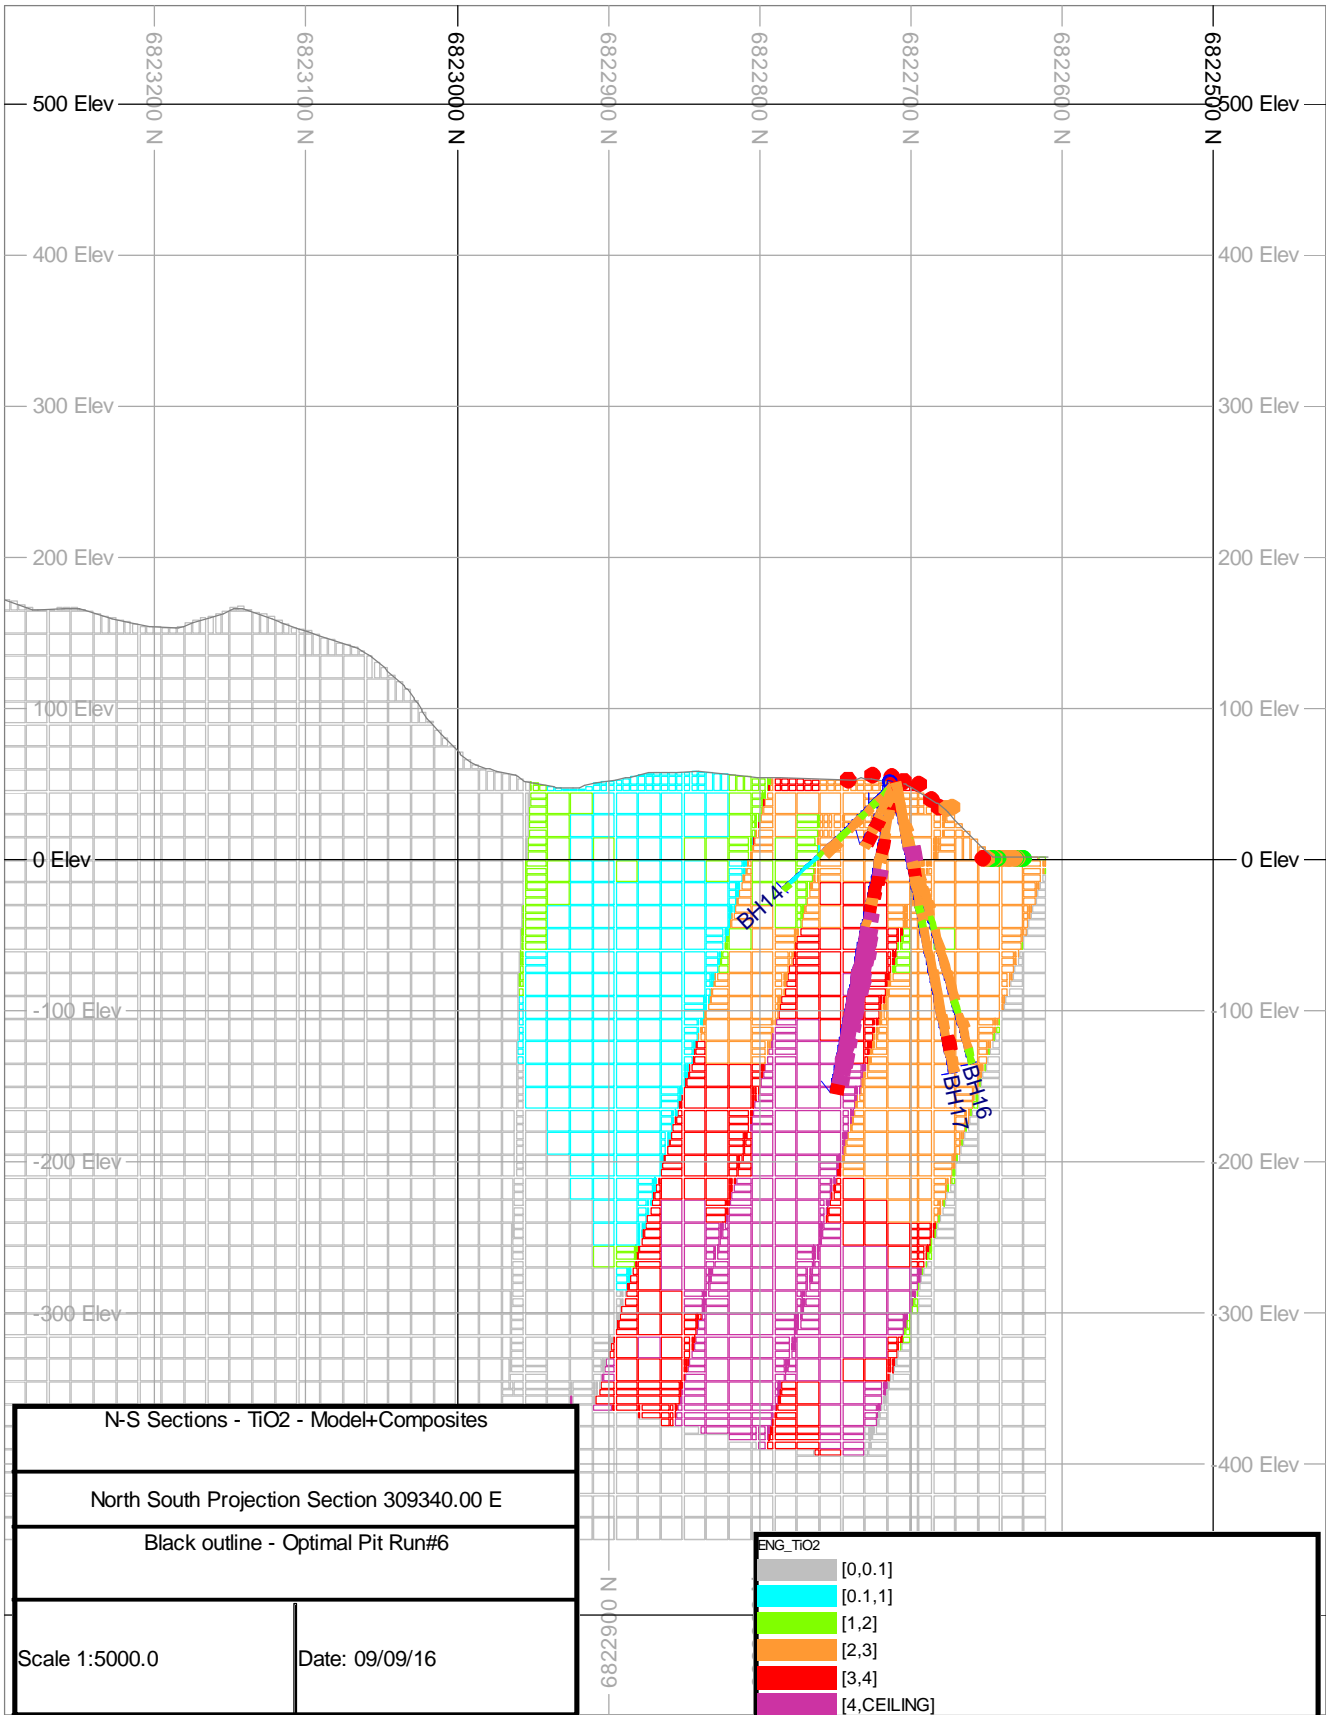 6823200 N
6823100 N
6823000 N
6822900 N
6822800 N
6822700 N
6822600 N
6822500 N
500 Elev
500 Elev
400 Elev
400 Elev
300 Elev
300 Elev
200 Elev
200 Elev
100 Elev
100 Elev
0 Elev
0 Elev
BH14
-100 Elev
-100 Elev
BH16
BH17
-200 Elev
-200 Elev
-300 Elev
-300 Elev
-400 Elev
N-S Sections - TiO2 - Model+Composites
North South Projection Section 309340.00 E
Black outline - Optimal Pit Run#6
Scale 1:5000.0
Date: 09/09/16
6822900 N
ENG_TiO2
[0,0.1]
[0.1,1]
[1,2]
[2,3]
[3,4]
[4,CEILING]